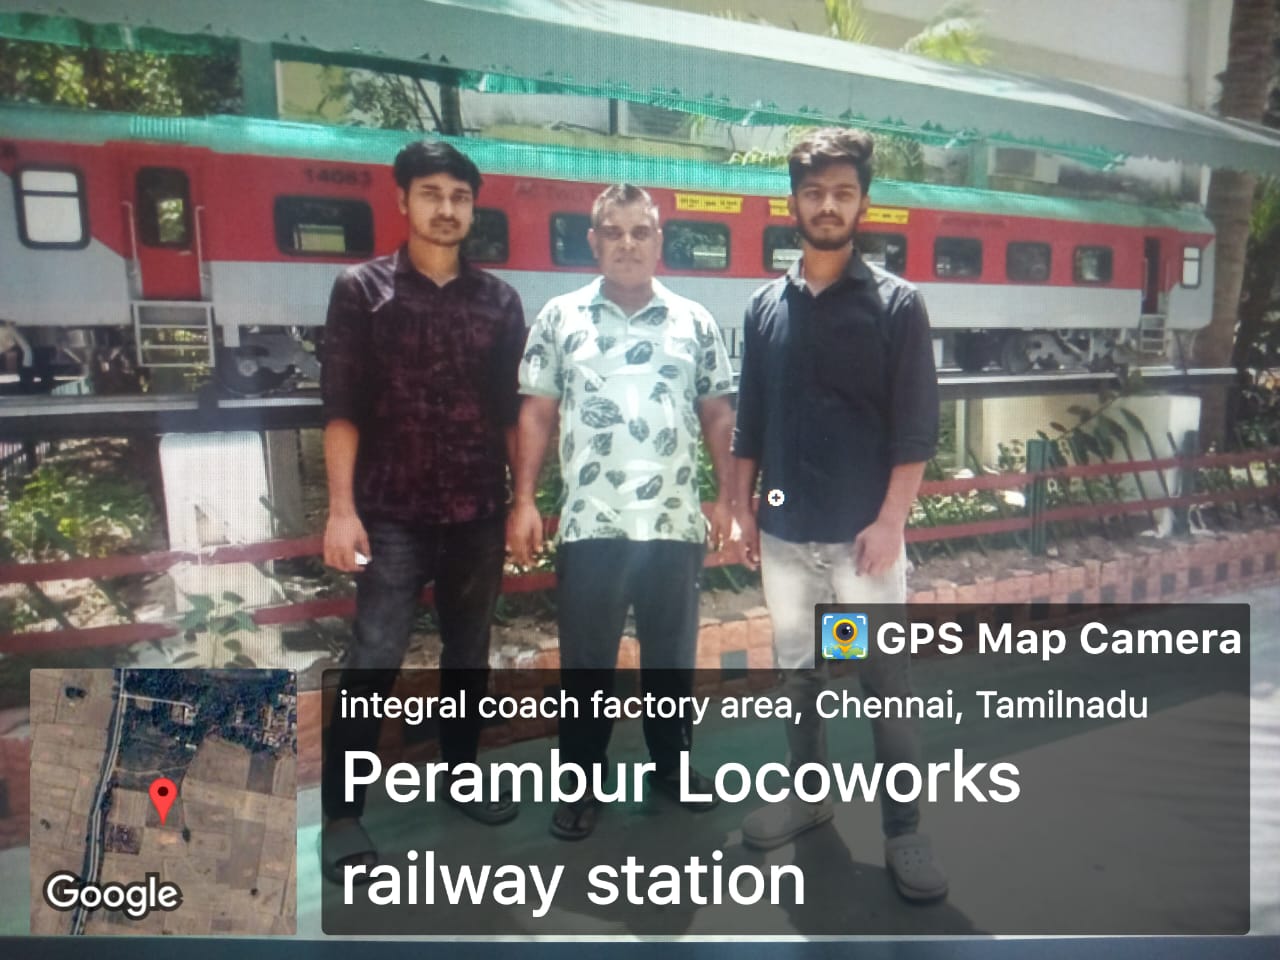 14063
GPS Map Camera
integral coach factory area, Chennai, Tamilnadu
Perambur Locoworks
railway station
Google